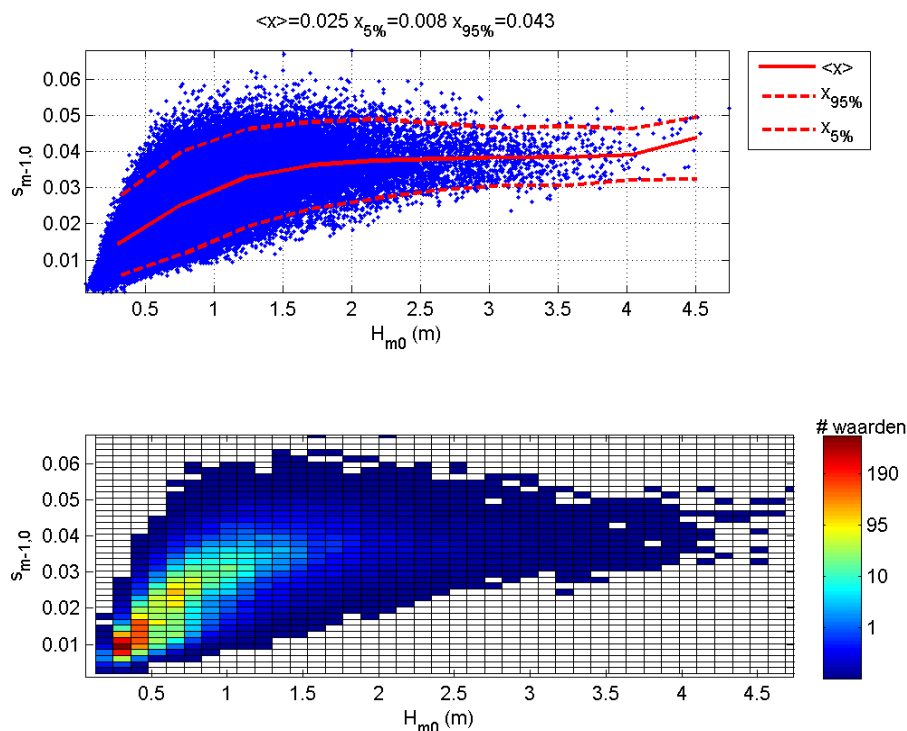 <x>=0.025 x5%=0.008 x95%=0.043
0.06
0.05
0.04
0.03
0.02
0.01
sm-1,0
0.5 1 1.5 2 2.5 3 3.5 4 4.5
Hm0 (m)
<x>
x95%
x5%
# waarden
190
95
10
1
0.06
0.05
0.04
0.03
0.02
0.01
sm-1,0
0.5 1 1.5 2 2.5 3 3.5 4 4.5
Hm0 (m)